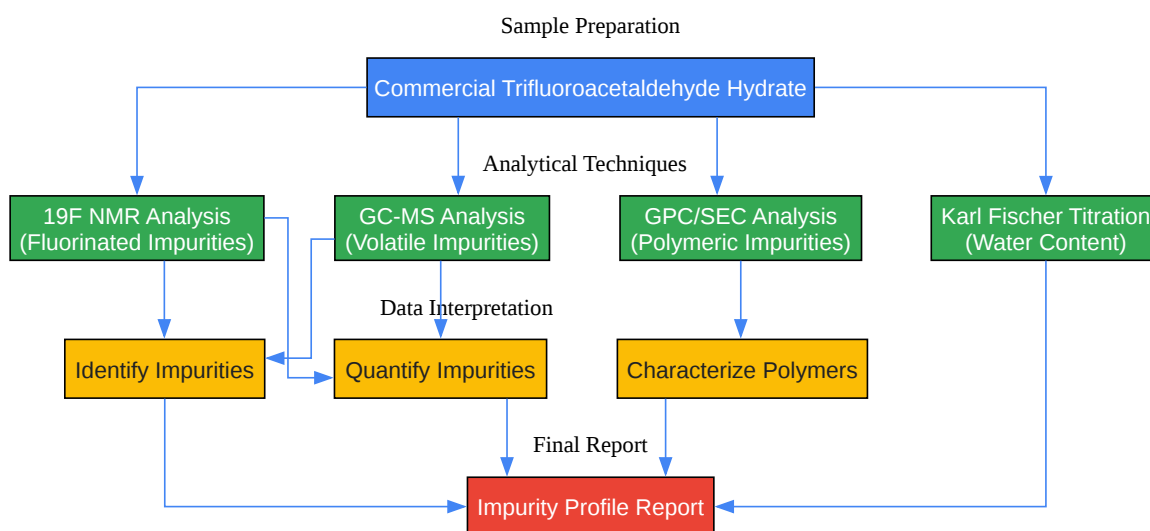 Sample Preparation
Commercial Trifluoroacetaldehyde Hydrate
Analytical Techniques
19F NMR Analysis
(Fluorinated Impurities)
GC-MS Analysis
(Volatile Impurities)
GPC/SEC Analysis
(Polymeric Impurities)
Karl Fischer Titration
(Water Content)
Data Interpretation
Identify Impurities
Quantify Impurities
Characterize Polymers
Final Report
Impurity Profile Report